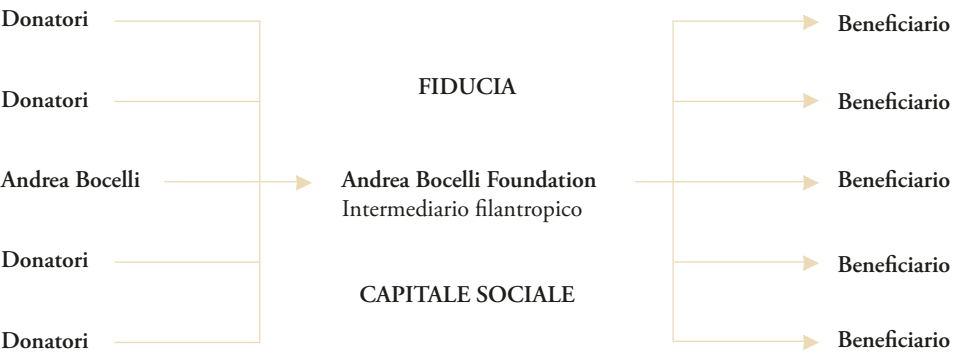 Donatori
Beneficiario
FIDUCIA
Donatori
Beneficiario
Andrea Bocelli
Andrea Bocelli Foundation
Beneficiario
Intermediario filantropico
Donatori
Beneficiario
CAPITALE SOCIALE
Donatori
Beneficiario